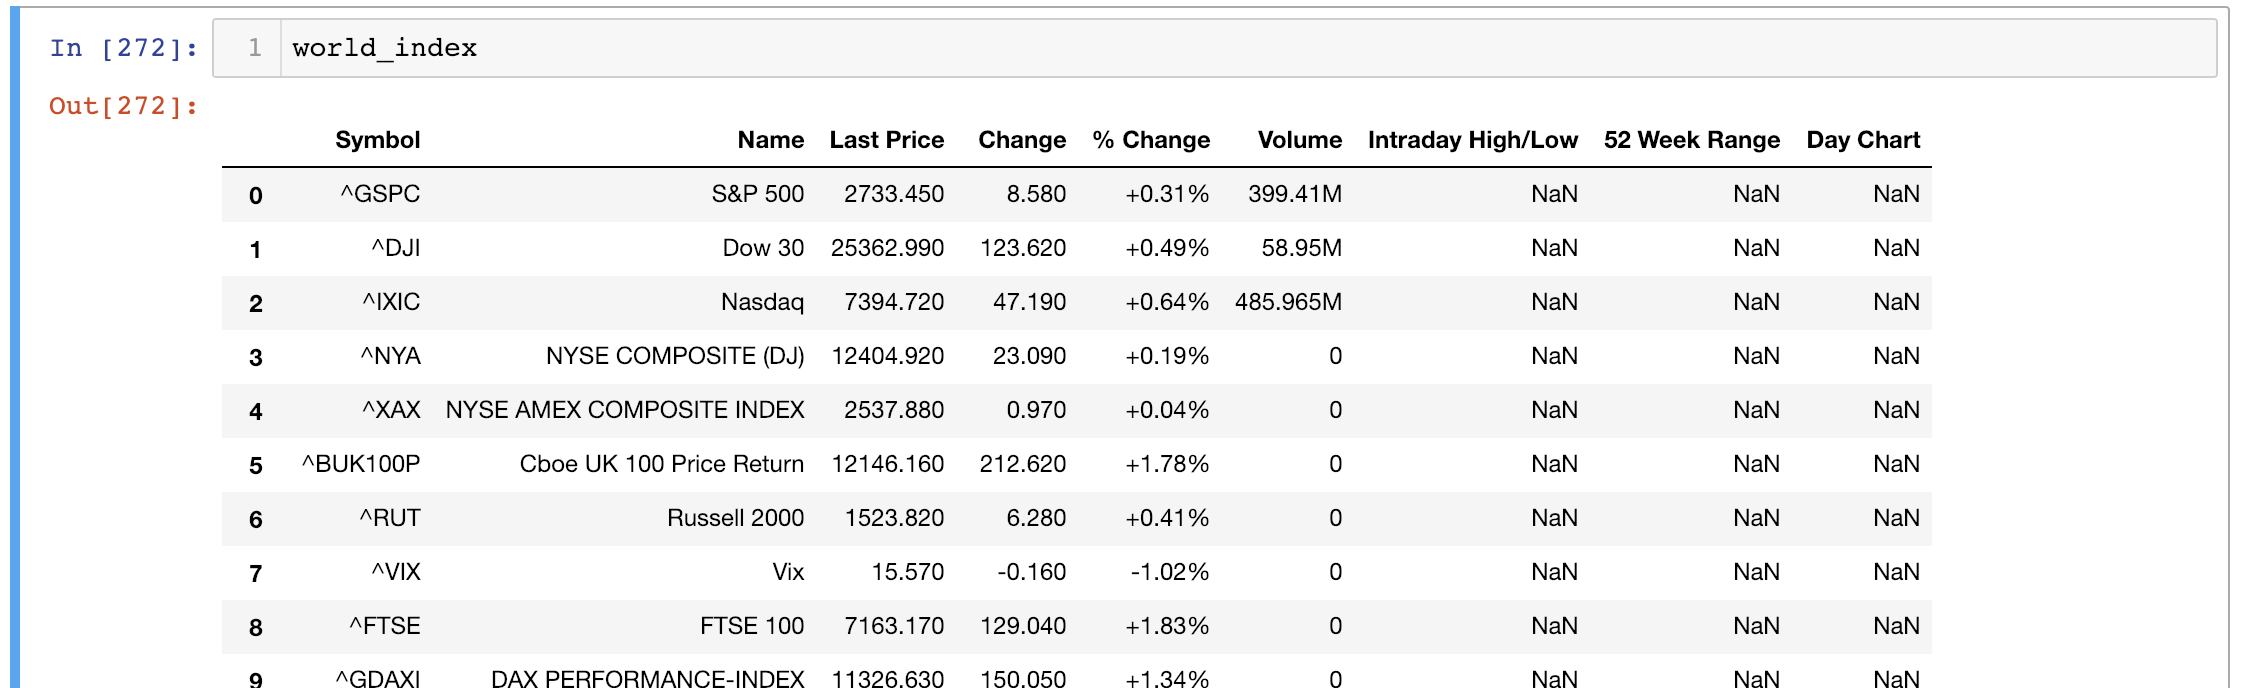 In [272]: 1 world_index
Out[272]:
Symbol Name Last Price Change % Change Volume Intraday High/Low 52 Week Range Day Chart
0 ^GSPC S&P 500 2733.450 8.580 +0.31% 399.41M NaN NaN NaN
1 ^DJI Dow 30 25362.990 123.620 +0.49% 58.95M NaN NaN NaN
2 ^IXIC Nasdaq 7394.720 47.190 +0.64% 485.965M NaN NaN NaN
3 ^NYA NYSE COMPOSITE (DJ) 12404.920 23.090 +0.19% 0 NaN NaN NaN
4 ^XAX NYSE AMEX COMPOSITE INDEX 2537.880 0.970 +0.04% 0 NaN NaN NaN
5 ^BUK100P Cboe UK 100 Price Return 12146.160 212.620 +1.78% 0 NaN NaN NaN
6 ^RUT Russell 2000 1523.820 6.280 +0.41% 0 NaN NaN NaN
7 ^VIX Vix 15.570 -0.160 -1.02% 0 NaN NaN NaN
8 ^FTSE FTSE 100 7163.170 129.040 +1.83% 0 NaN NaN NaN
9 ^GDAXI DAX PERFORMANCE-INDEX 11326.630 150.050 +1.34% 0 NaN NaN NaN